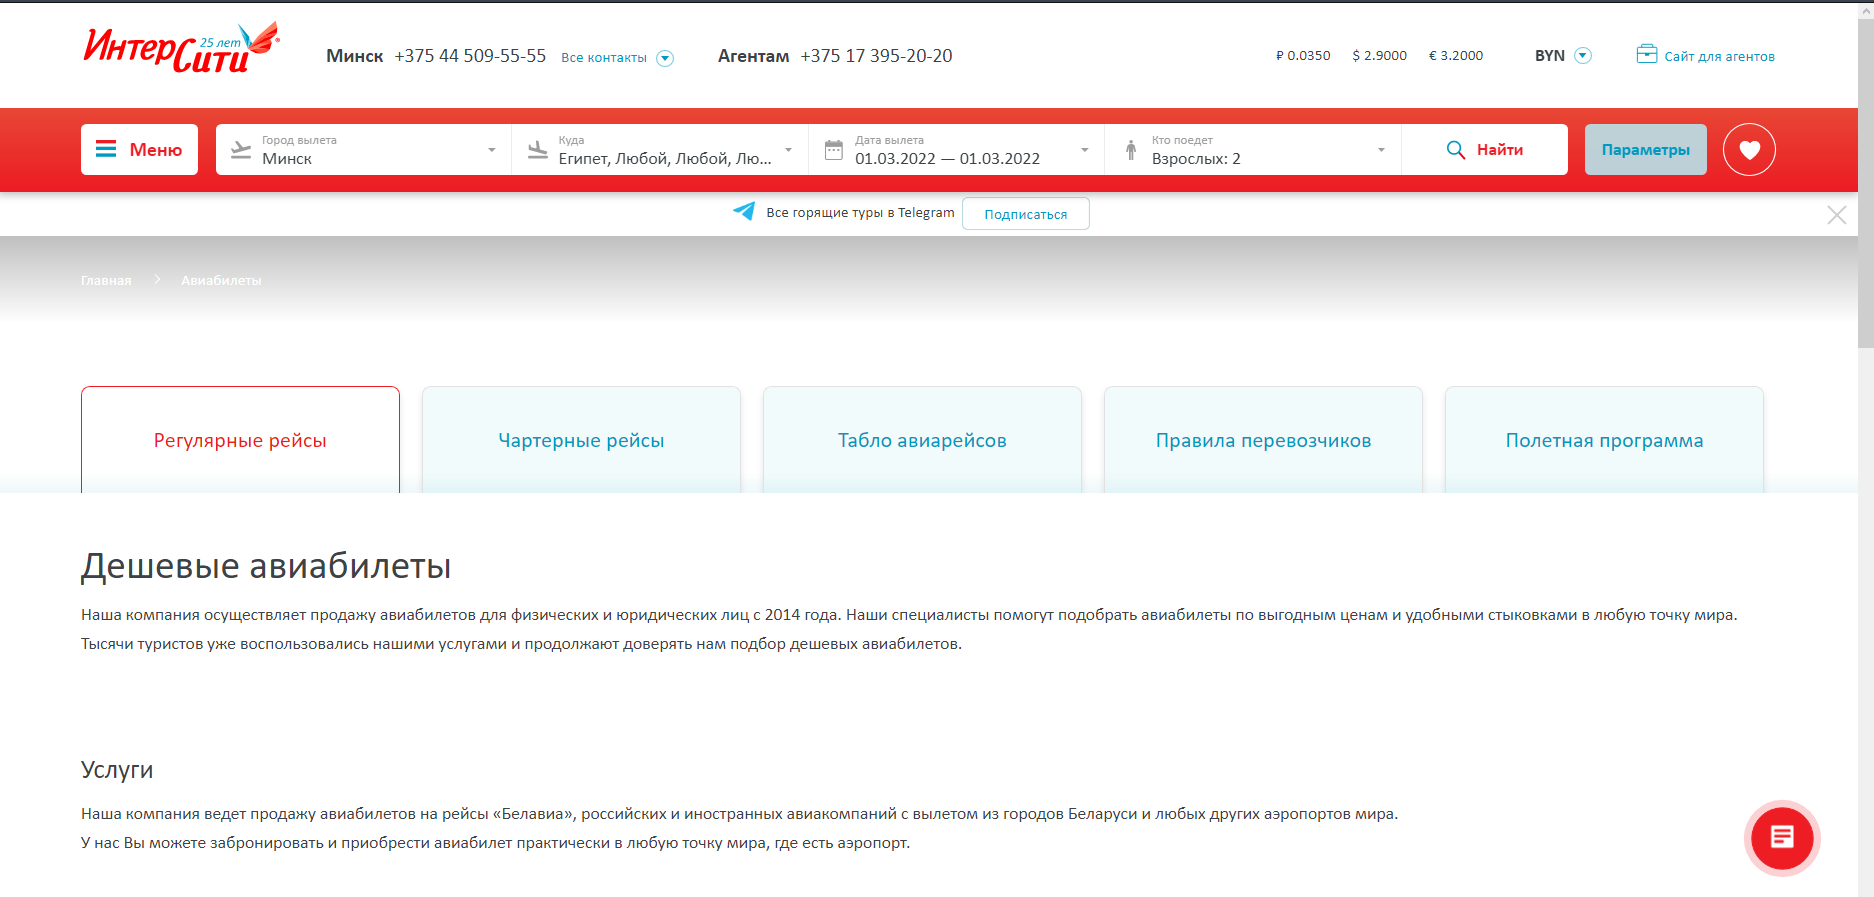 ИнтерСити 25 лет ®
Минск +375 44 509-55-55 Все контакты Агентам +375 17 395-20-20 ₽ 0.0350 $ 2.9000 € 3.2000 BYN Сайт для агентов
Меню
Город вылета
Минск
Куда
Египет, Любой, Любой, Лю...
Дата вылета
01.03.2022 — 01.03.2022
Кто поедет
Взрослых: 2
Найти
Параметры
Все горящие туры в Telegram Подписаться
Главная Авиабилеты
Регулярные рейсы Чартерные рейсы Табло авиарейсов Правила перевозчиков Полетная программа
Дешевые авиабилеты
Наша компания осуществляет продажу авиабилетов для физических и юридических лиц с 2014 года. Наши специалисты помогут подобрать авиабилеты по выгодным ценам и удобными стыковками в любую точку мира.
Тысячи туристов уже воспользовались нашими услугами и продолжают доверять нам подбор дешевых авиабилетов.
Услуги
Наша компания ведет продажу авиабилетов на рейсы «Белавиа», российских и иностранных авиакомпаний с вылетом из городов Беларуси и любых других аэропортов мира.
У нас Вы можете забронировать и приобрести авиабилет практически в любую точку мира, где есть аэропорт.